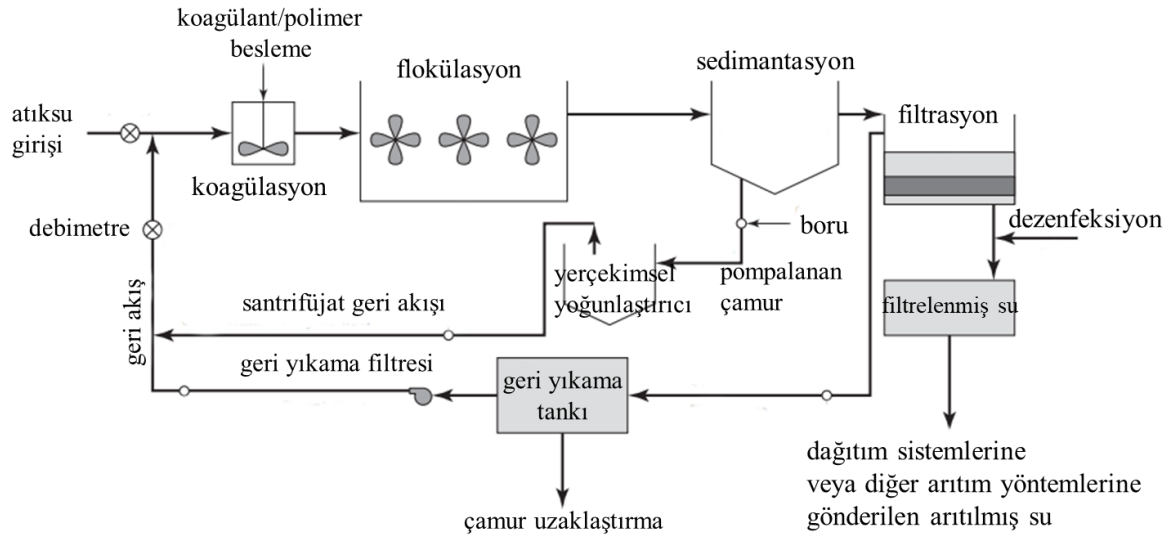 koagülant/polimer
besleme
flokülasyon
sedimantasyon
atıksu
girişi
filtrasyon
koagülasyon
debimetre
boru
dezenfeksiyon
yerçekimsel
yoğunlaştırıcı
pompalanan
çamur
santrifüjat geri akışı
filtrelenmiş su
geri akış
geri yıkama filtresi
geri yıkama
tankı
dağıtım sistemlerine
veya diğer arıtım yöntemlerine
gönderilen arıtılmış su
çamur uzaklaştırma